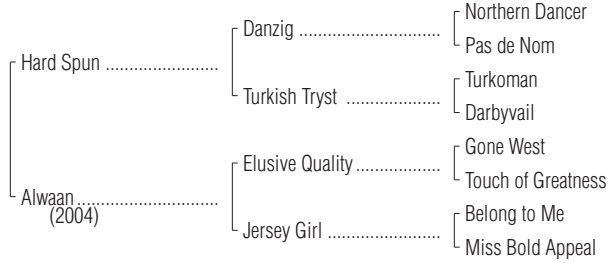 Northern Dancer
Danzig ..................................
Pas de Nom
Hard Spun ...........................
Turkoman
Turkish Tryst .......................
Darbyvail
Gone West
Elusive Quality .....................
Touch of Greatness
Alwaan ..................................
(2004)
Belong to Me
Jersey Girl ...........................
Miss Bold Appeal